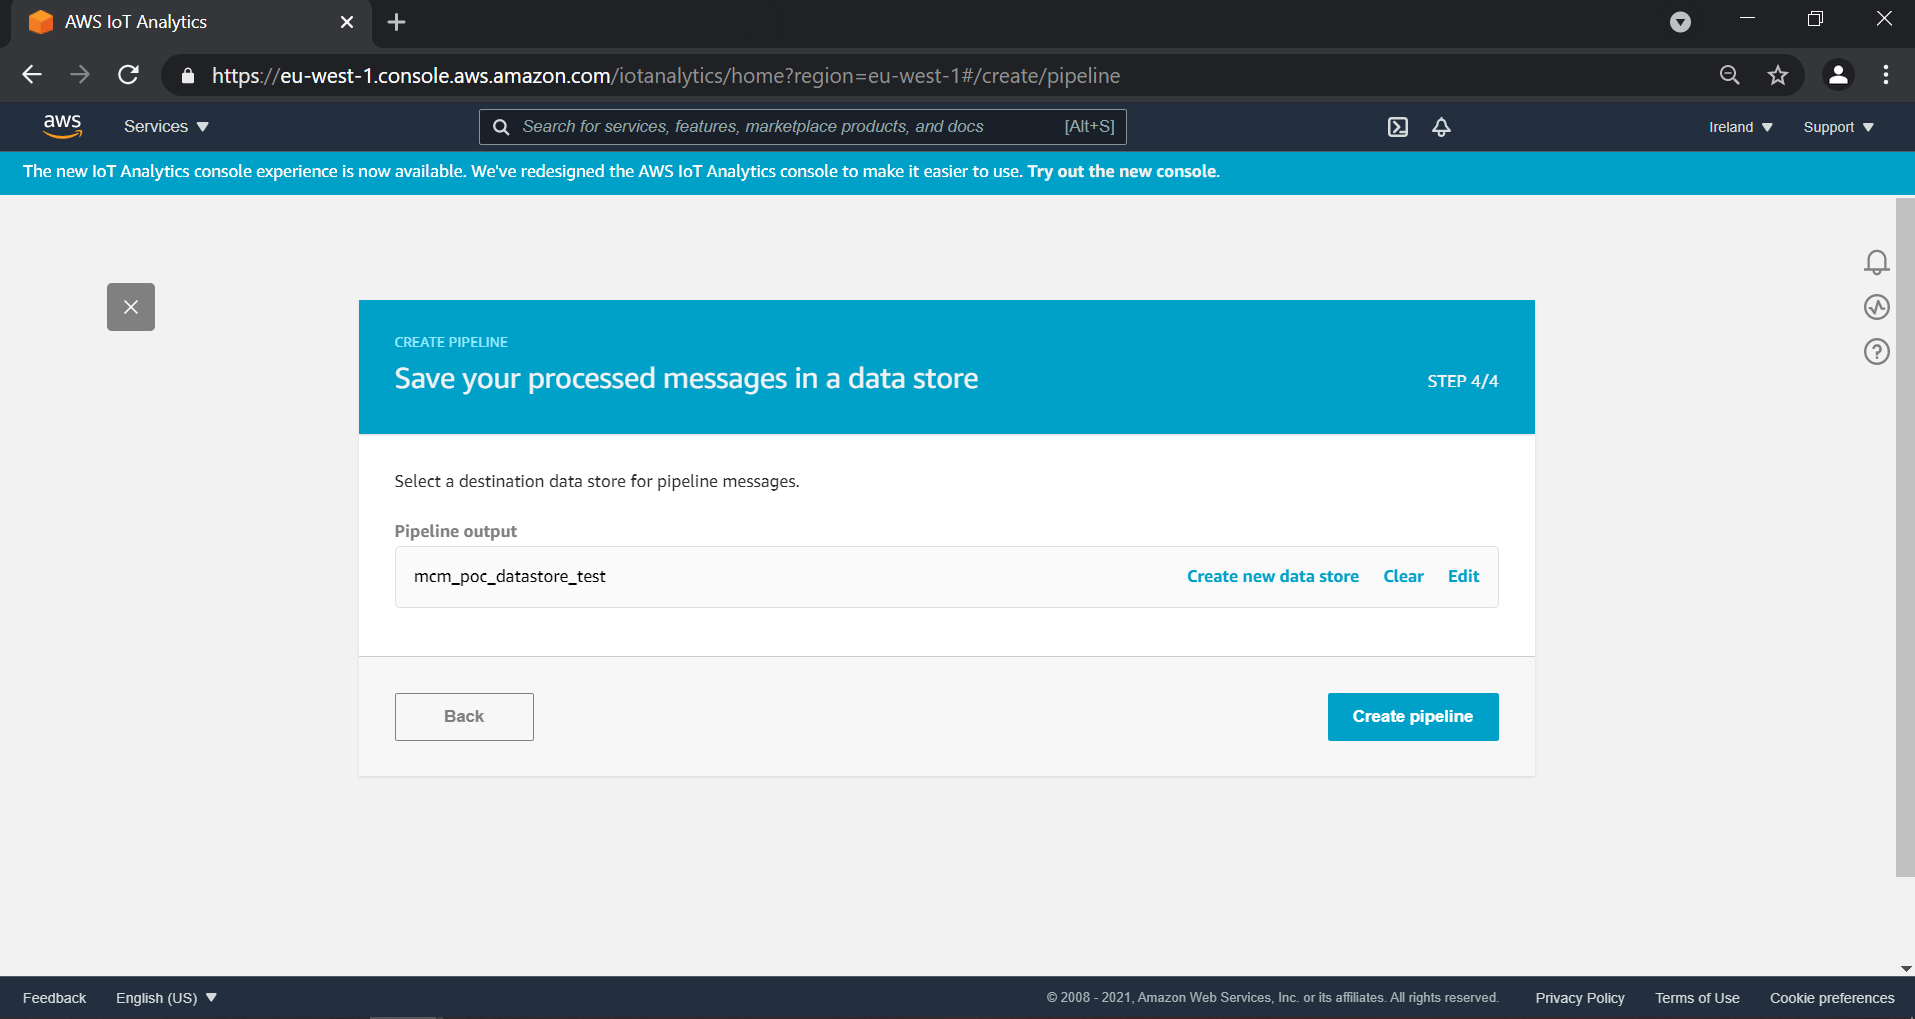 AWS IoT Analytics
https://eu-west-1.console.aws.amazon.com/iotanalytics/home?region=eu-west-1#/create/pipeline
aws
Services
Search for services, features, marketplace products, and docs
[Alt+S]
Ireland
Support
The new IoT Analytics console experience is now available. We've redesigned the AWS IoT Analytics console to make it easier to use. Try out the new console.
CREATE PIPELINE
Save your processed messages in a data store
STEP 4/4
Select a destination data store for pipeline messages.
Pipeline output
mcm_poc_datastore_test
Create new data store
Clear
Edit
Back
Create pipeline
Feedback
English (US)
© 2008 - 2021, Amazon Web Services, Inc. or its affiliates. All rights reserved.
Privacy Policy
Terms of Use
Cookie preferences